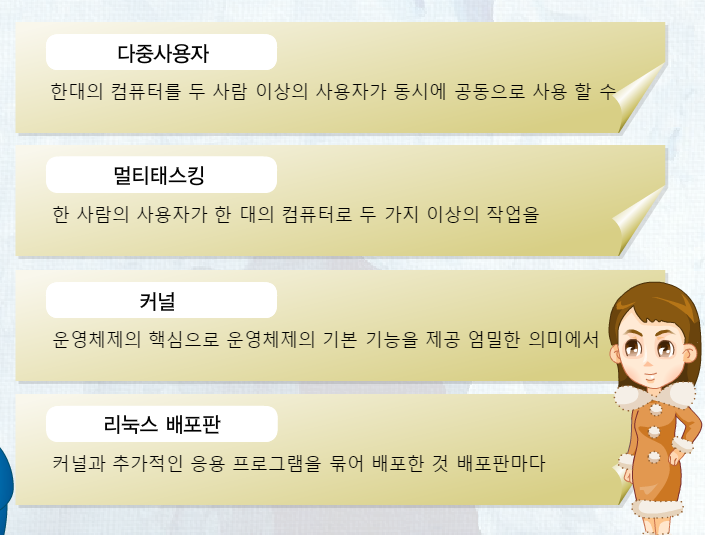 다중사용자
한대의 컴퓨터를 두 사람 이상의 사용자가 동시에 공동으로 사용 할 수
멀티태스킹
한 사람의 사용자가 한 대의 컴퓨터로 두 가지 이상의 작업을
커널
운영체제의 핵심으로 운영체제의 기본 기능을 제공 엄밀한 의미에서
리눅스 배포판
커널과 추가적인 응용 프로그램을 묶어 배포한 것 배포판마다